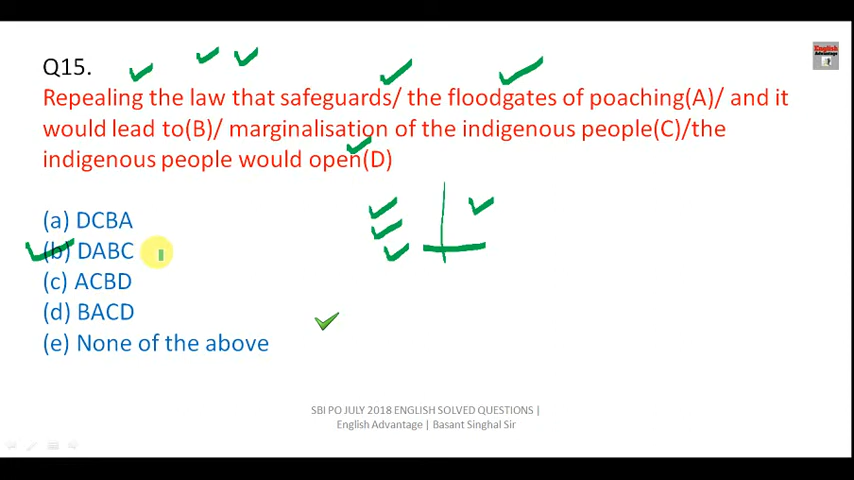 Q15.
English
Advantage
Repealing the law that safeguards/ the floodgates of poaching(A)/ and it
would lead to(B)/ marginalisation of the indigenous people(C)/the
indigenous people would open(D)
(a) DCBA
(b) DABC
(c) ACBD
(d) BACD
(e) None of the above
SBI PO JULY 2018 ENGLISH SOLVED QUESTIONS |
English Advantage | Basant Singhal Sir